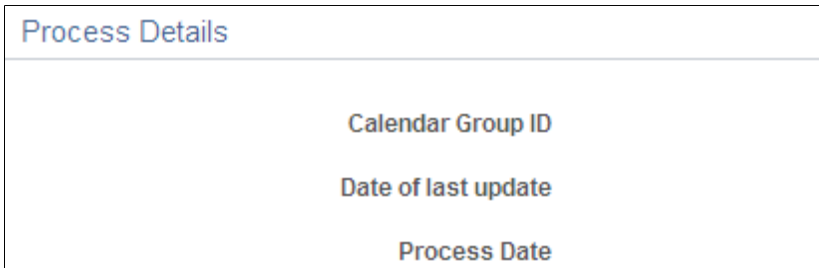 Process Details
Calendar Group ID
Date of last update
Process Date